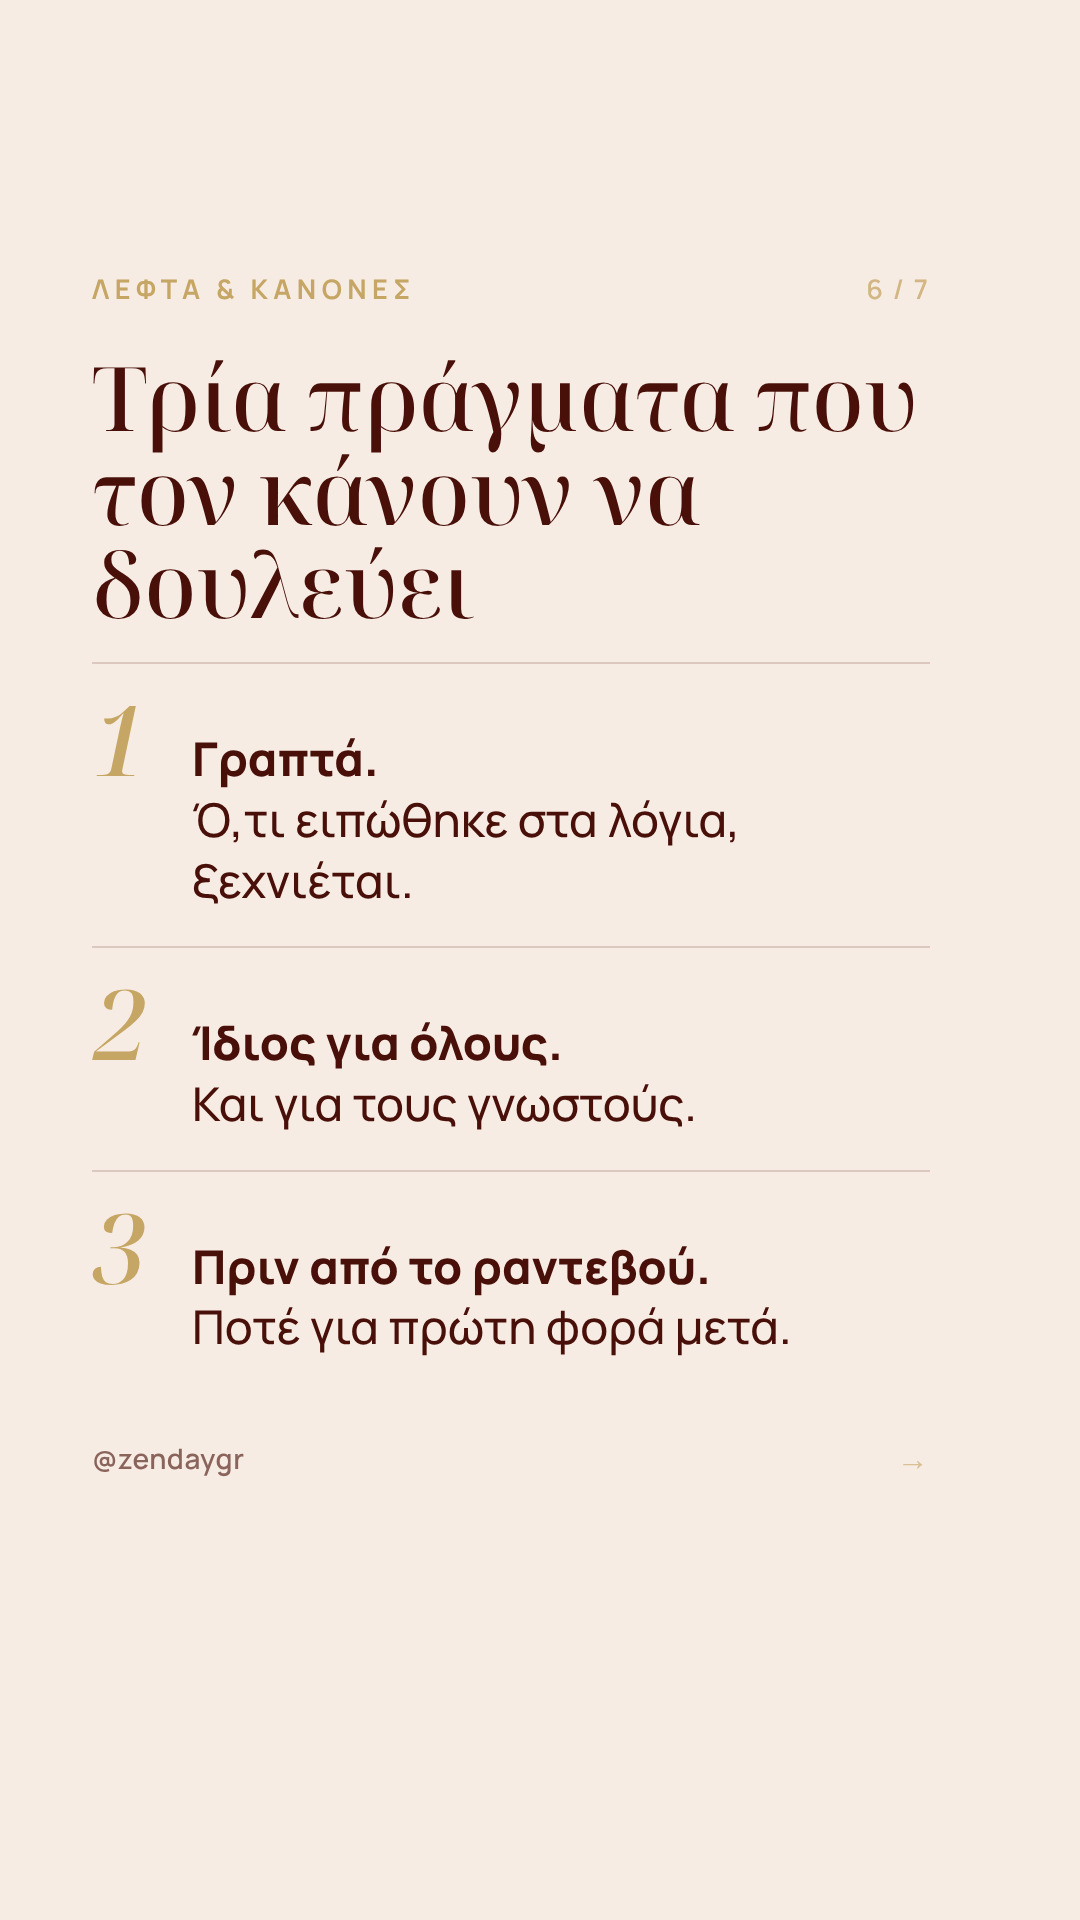 ΛΕΦΤΑ & ΚΑΝΟΝΕΣ
6 / 7
Τρία πράγματα που
τον κάνουν να
δουλεύει
1
Γραπτά.
Ό,τι ειπώθηκε στα λόγια,
ξεχνιέται.
2
Ίδιος για όλους.
Και για τους γνωστούς.
3
Πριν από το ραντεβού.
Ποτέ για πρώτη φορά μετά.
@zendaygr
→